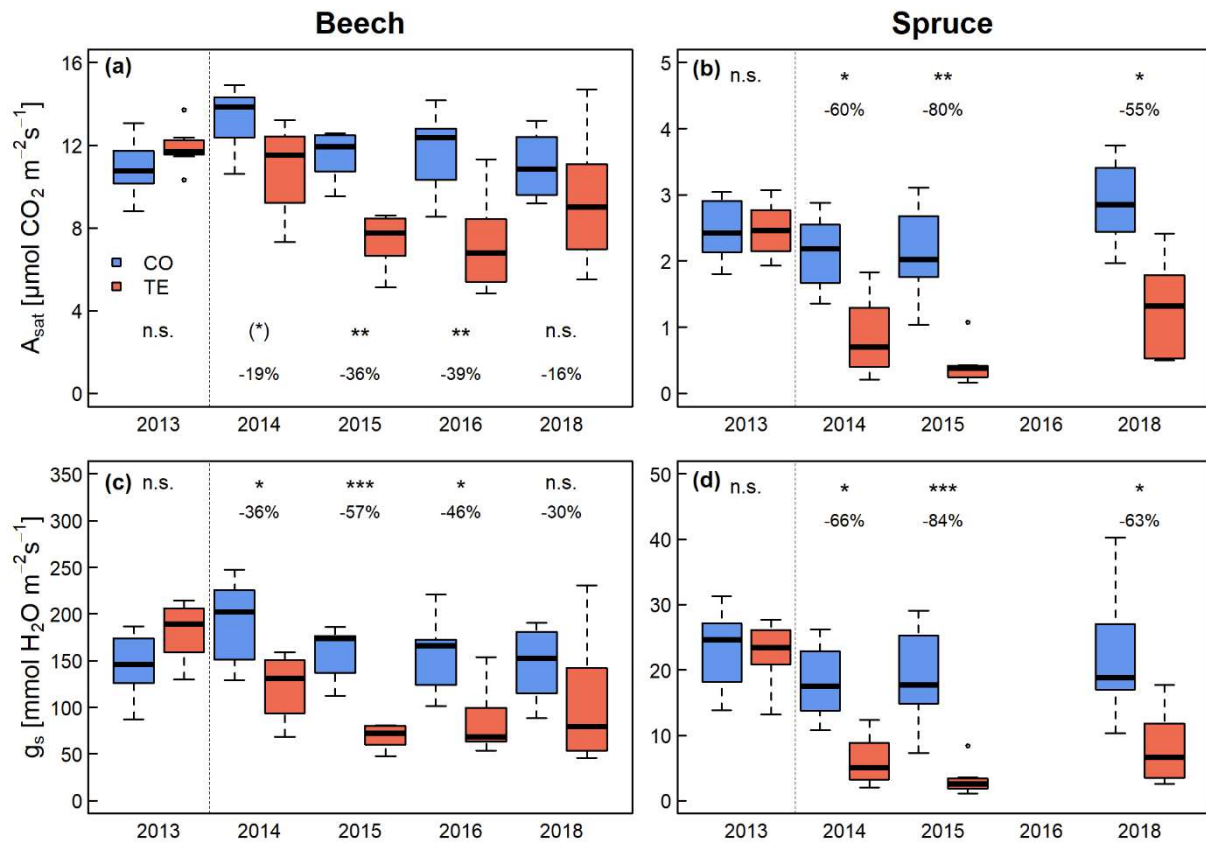 Beech
Spruce
(a)
A_sat [µmol CO₂ m⁻²s⁻¹]
16
12
8
4
0
CO
TE
n.s. (*) ** ** n.s.
-19% -36% -39% -16%
2013 2014 2015 2016 2018
(b)
5
4
3
2
1
0
n.s. * ** *
-60% -80% -55%
2013 2014 2015 2016 2018
(c)
g_s [mmol H₂O m⁻²s⁻¹]
350
300
250
200
150
100
50
0
n.s. * *** * n.s.
-36% -57% -46% -30%
2013 2014 2015 2016 2018
(d)
50
40
30
20
10
0
n.s. * *** *
-66% -84% -63%
2013 2014 2015 2016 2018